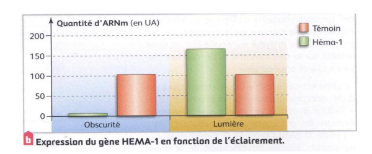 Quantité d'ARNm (en UA)
200
150
100
50
0
Obscurité
Lumière
Témoin
Héma-1
b Expression du gène HEMA-1 en fonction de l'éclairement.